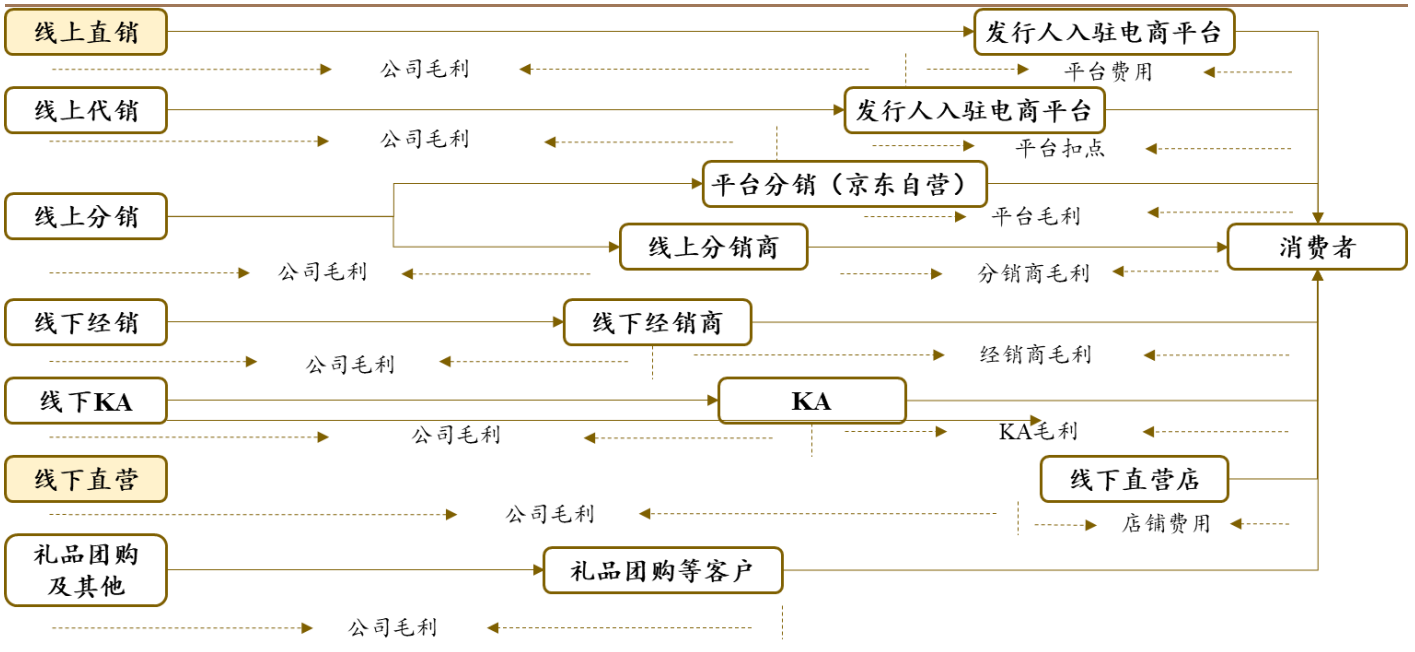 线上直销
发行人入驻电商平台
公司毛利
平台费用
线上代销
发行人入驻电商平台
公司毛利
平台扣点
平台分销（京东自营）
线上分销
平台毛利
线上分销商
消费者
公司毛利
分销商毛利
线下经销
线下经销商
公司毛利
经销商毛利
线下KA
KA
公司毛利
KA毛利
线下直营
线下直营店
公司毛利
店铺费用
礼品团购
及其他
礼品团购等客户
公司毛利